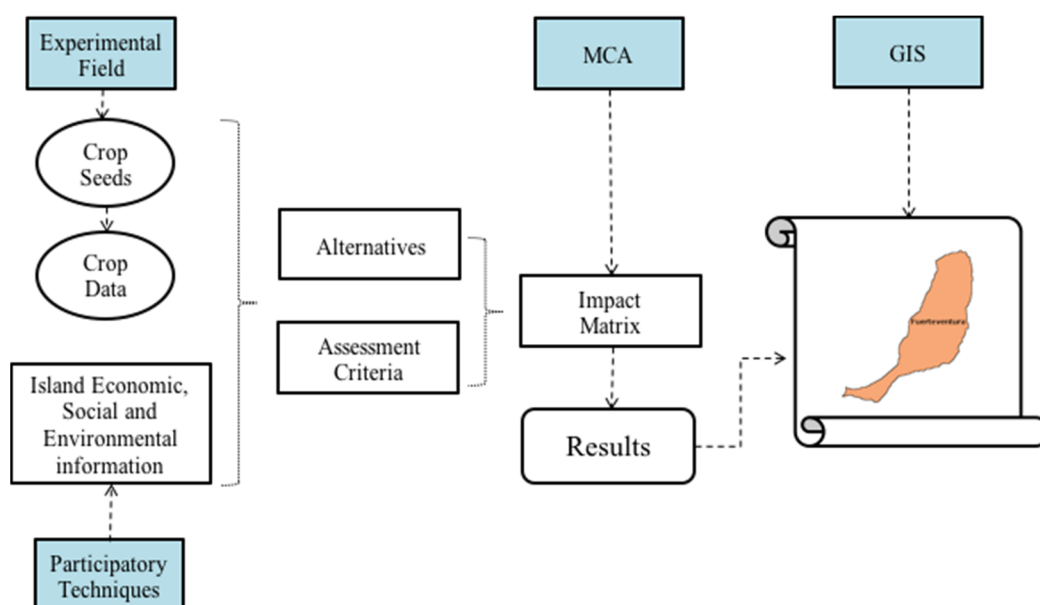 Experimental
Field
MCA
GIS
Crop
Seeds
Crop
Data
Alternatives
Assessment
Criteria
Impact
Matrix
Results
Fuerteventura
Island Economic,
Social and
Environmental
information
Participatory
Techniques